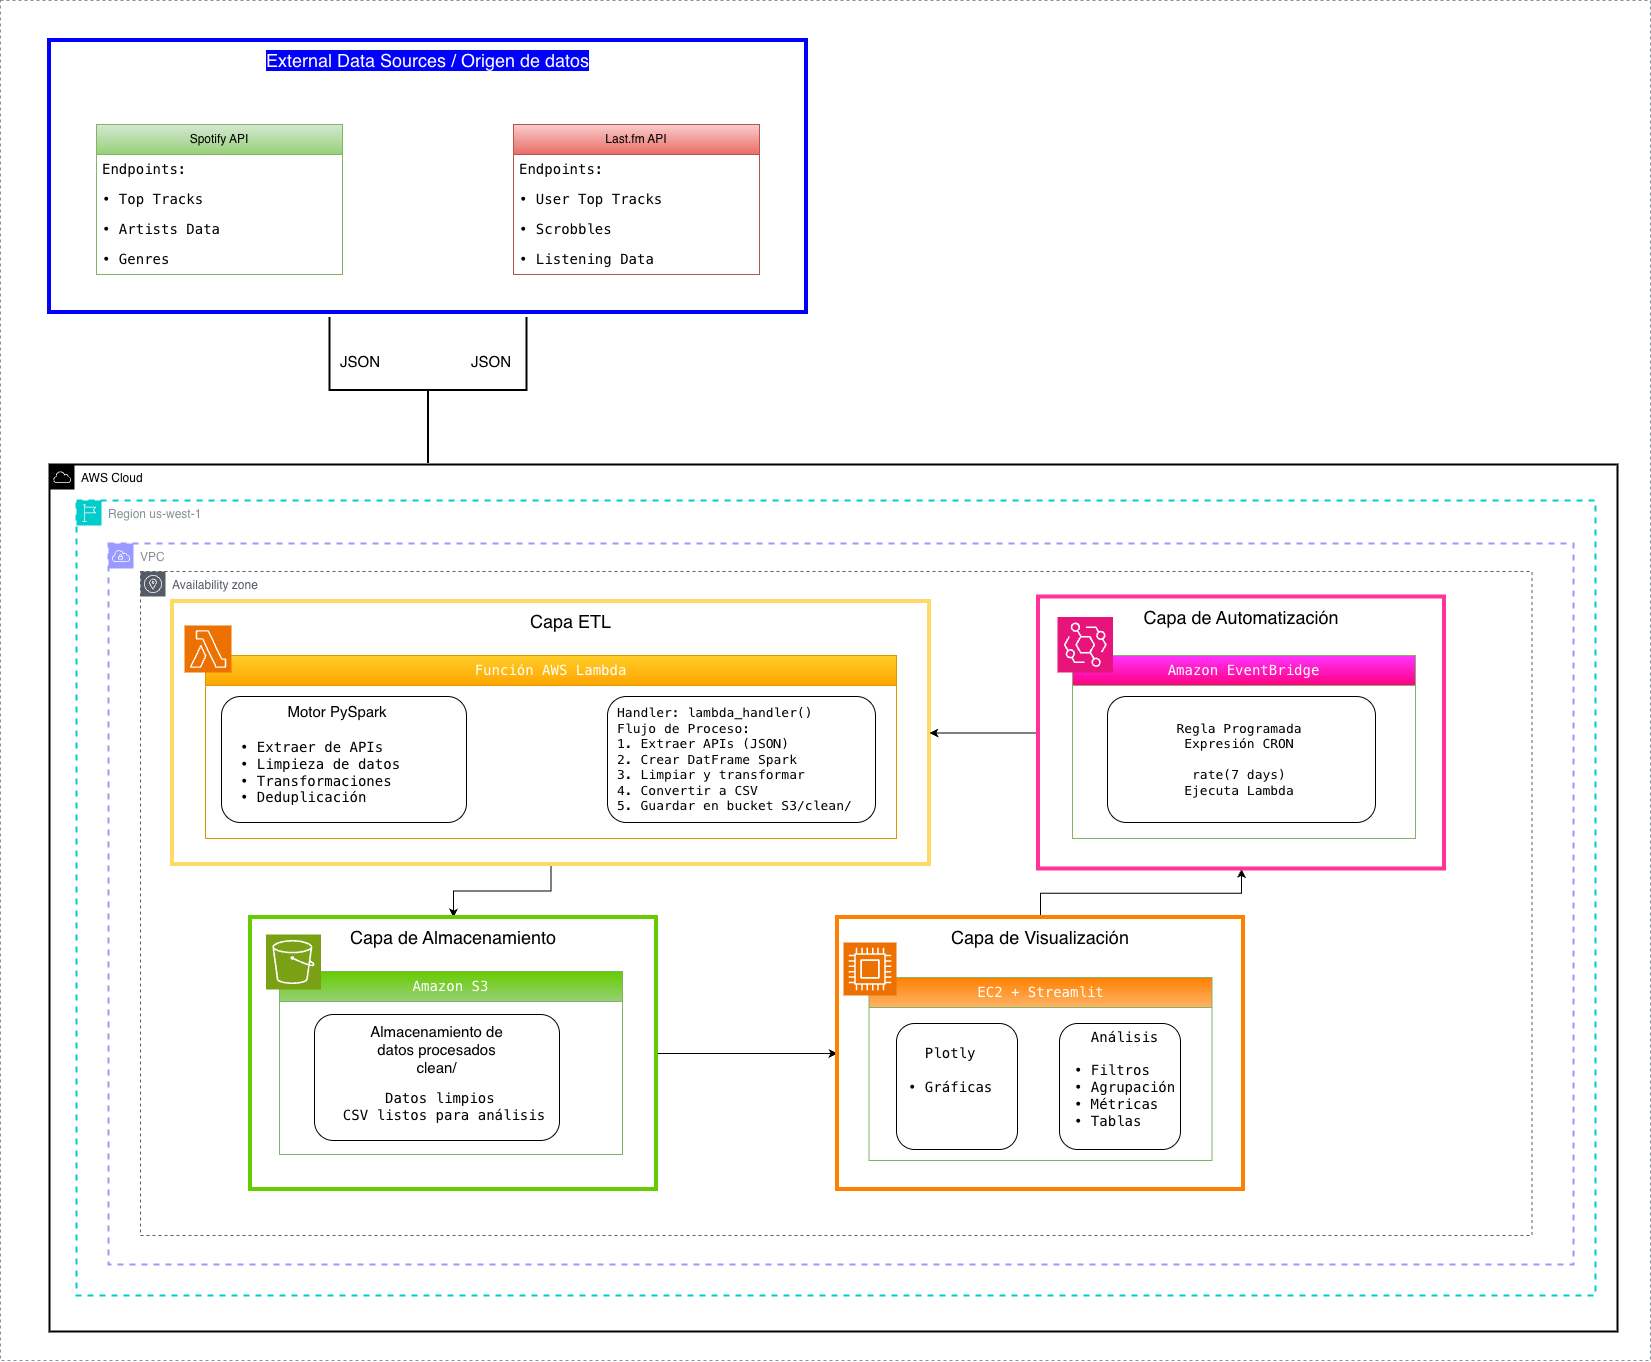 External Data Sources / Origen de datos
Spotify API
Endpoints:
• Top Tracks
• Artists Data
• Genres
Last.fm API
Endpoints:
• User Top Tracks
• Scrobbles
• Listening Data
JSON
JSON
AWS Cloud
Region us-west-1
VPC
Availability zone
Capa ETL
Función AWS Lambda
Motor PySpark
• Extraer de APIs
• Limpieza de datos
• Transformaciones
• Deduplicación
Handler: lambda_handler()
Flujo de Proceso:
1. Extraer APIs (JSON)
2. Crear DatFrame Spark
3. Limpiar y transformar
4. Convertir a CSV
5. Guardar en bucket S3/clean/
Capa de Automatización
Amazon EventBridge
Regla Programada
Expresión CRON
rate(7 days)
Ejecuta Lambda
Capa de Almacenamiento
Amazon S3
Almacenamiento de
datos procesados
clean/
Datos limpios
CSV listos para análisis
Capa de Visualización
EC2 + Streamlit
Plotly
• Gráficas
Análisis
• Filtros
• Agrupación
• Métricas
• Tablas